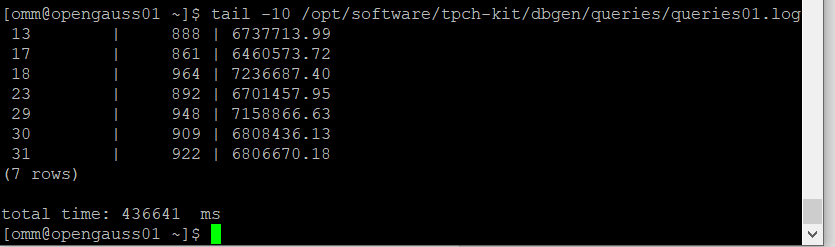 [omm@opengauss01 ~]$ tail -10 /opt/software/tpch-kit/dbgen/queries/queries01.log
 13        |      888 | 6737713.99
 17        |      861 | 6460573.72
 18        |      964 | 7236687.40
 23        |      892 | 6701457.95
 29        |      948 | 7158866.63
 30        |      909 | 6808436.13
 31        |      922 | 6806670.18
(7 rows)

total time: 436641  ms
[omm@opengauss01 ~]$